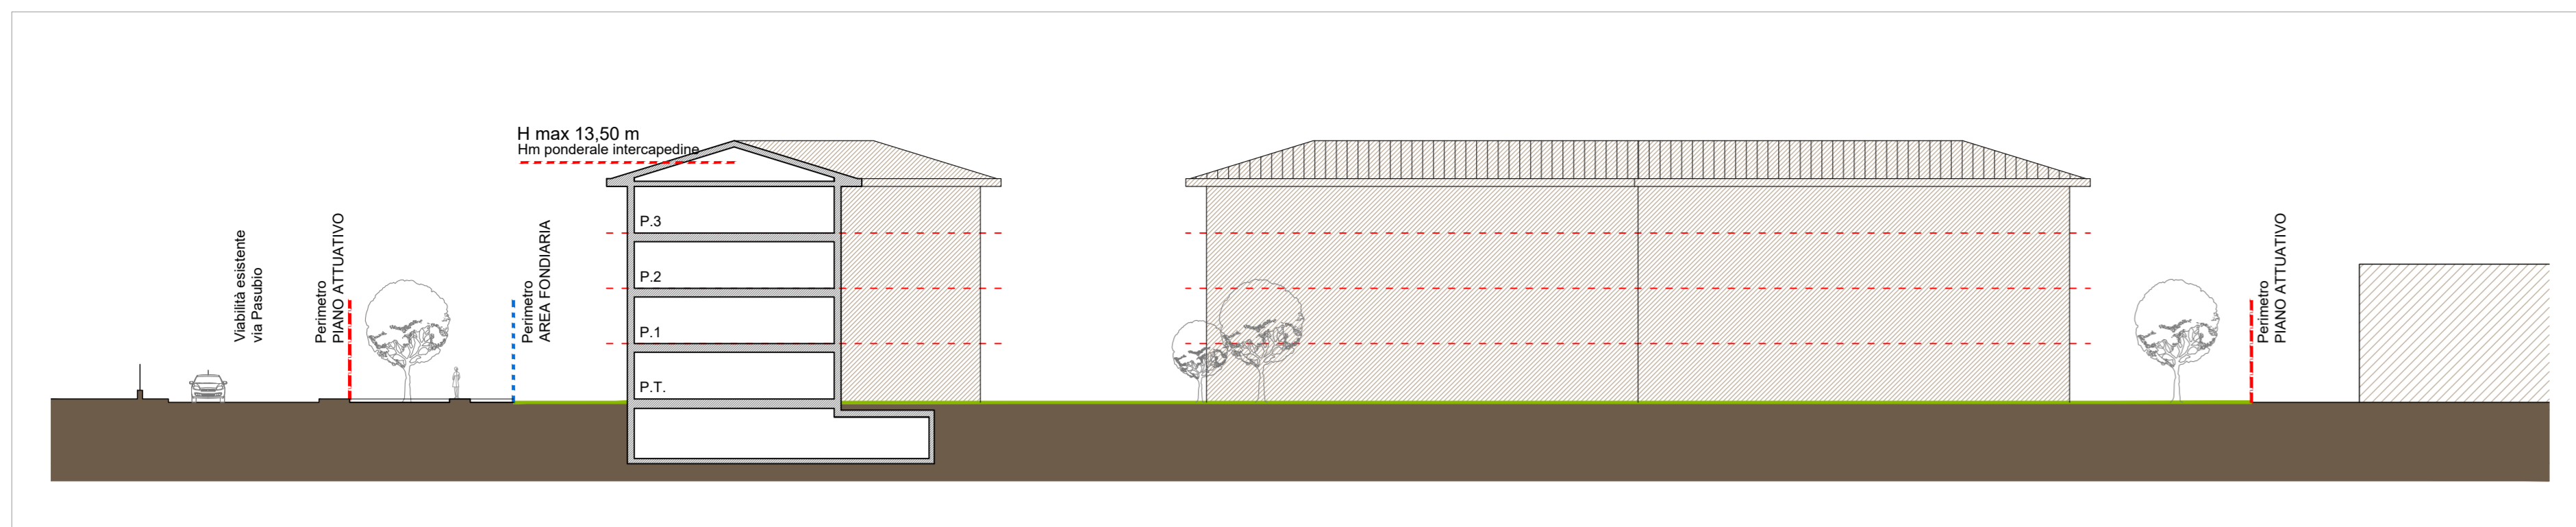 H max 13,50 m
Hm ponderale intercapedine
Viabilità esistente
via Pasubio
Perimetro
PIANO ATTUATIVO
Perimetro
AREA FONDIARIA
P.3
P.2
P.1
P.T.
Perimetro
PIANO ATTUATIVO